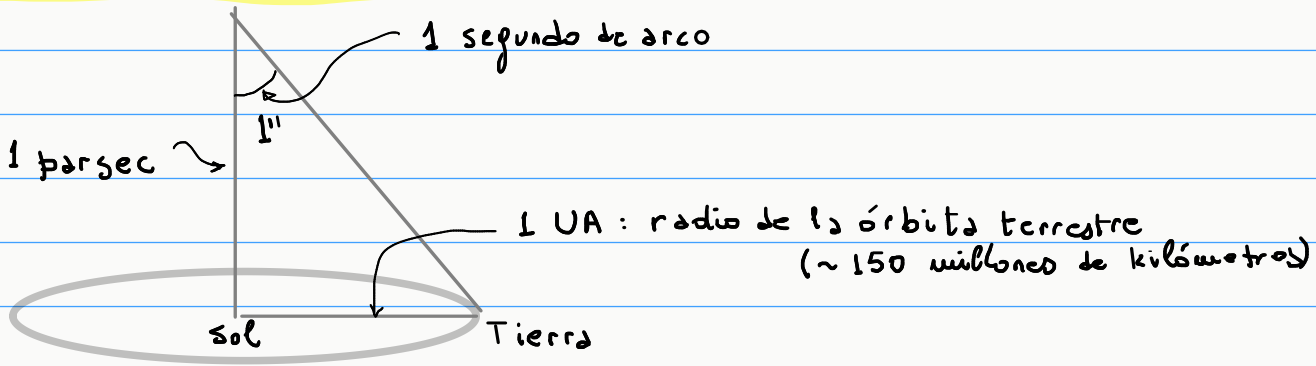 1 segundo de arco
1"
1 parsec
1 UA : radio de la órbita terrestre
(~ 150 millones de kilómetros)
Sol
Tierra